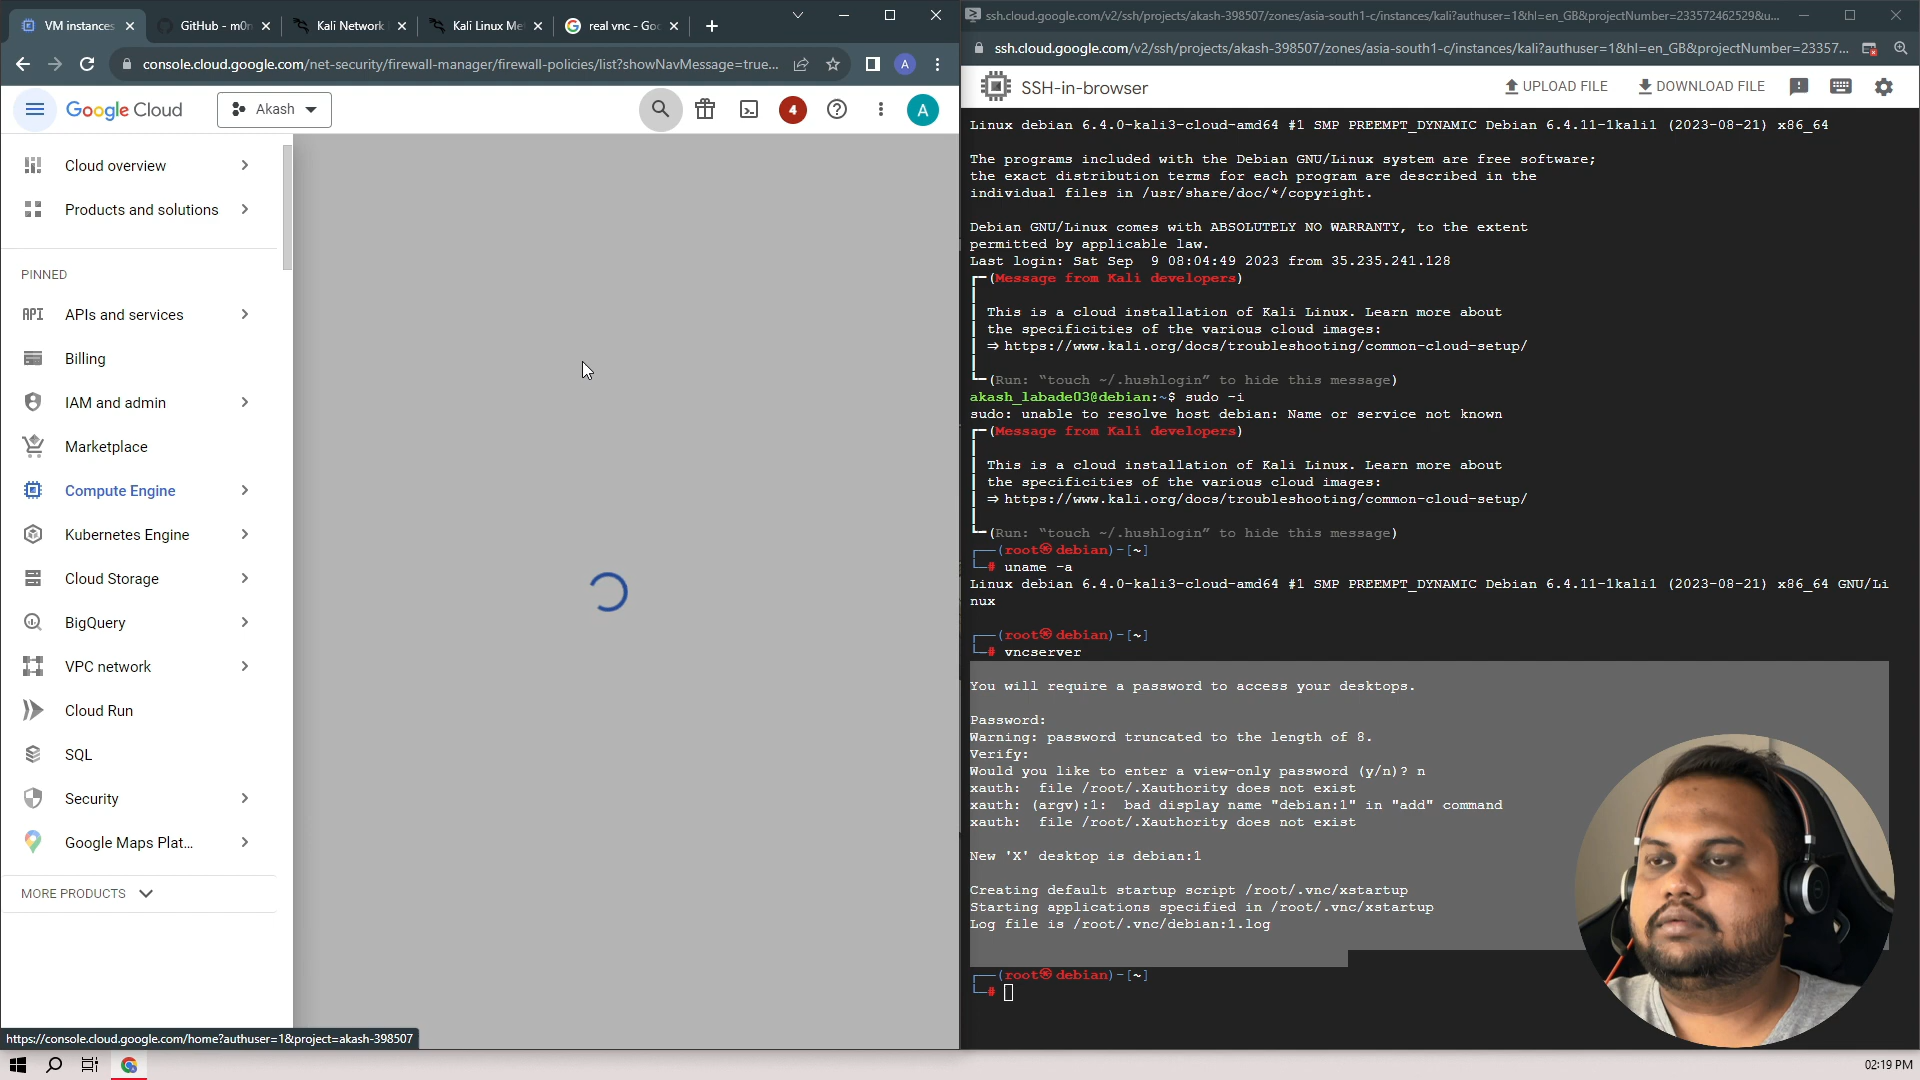 VM instances
GitHub - m0n
Kali Network
Kali Linux Me
real vnc - Goo
console.cloud.google.com/net-security/firewall-manager/firewall-policies/list?showNavMessage=true...
A
Google Cloud
Akash
4
A
Cloud overview
Products and solutions
PINNED
API
APIs and services
Billing
IAM and admin
Marketplace
Compute Engine
Kubernetes Engine
Cloud Storage
BigQuery
VPC network
Cloud Run
SQL
Security
Google Maps Plat...
MORE PRODUCTS
https://console.cloud.google.com/home?authuser=1&project=akash-398507
ssh.cloud.google.com/v2/ssh/projects/akash-398507/zones/asia-south1-c/instances/kali?authuser=1&hl=en_GB&projectNumber=233572462529&u...
ssh.cloud.google.com/v2/ssh/projects/akash-398507/zones/asia-south1-c/instances/kali?authuser=1&hl=en_GB&projectNumber=23357...
SSH-in-browser
UPLOAD FILE
DOWNLOAD FILE
Linux debian 6.4.0-kali3-cloud-amd64 #1 SMP PREEMPT_DYNAMIC Debian 6.4.11-1kali1 (2023-08-21) x86_64
The programs included with the Debian GNU/Linux system are free software;
the exact distribution terms for each program are described in the
individual files in /usr/share/doc/*/copyright.
Debian GNU/Linux comes with ABSOLUTELY NO WARRANTY, to the extent
permitted by applicable law.
Last login: Sat Sep  9 08:04:49 2023 from 35.235.241.128
┏━(Message from Kali developers)
┃
┃ This is a cloud installation of Kali Linux. Learn more about
┃ the specificities of the various cloud images:
┃ ⇒ https://www.kali.org/docs/troubleshooting/common-cloud-setup/
┃
┗━(Run: “touch ~/.hushlogin” to hide this message)
akash_labade03@debian:~$ sudo -i
sudo: unable to resolve host debian: Name or service not known
┏━(Message from Kali developers)
┃
┃ This is a cloud installation of Kali Linux. Learn more about
┃ the specificities of the various cloud images:
┃ ⇒ https://www.kali.org/docs/troubleshooting/common-cloud-setup/
┃
┗━(Run: “touch ~/.hushlogin” to hide this message)
┌──(root㉿debian)-[~]
└─# uname -a
Linux debian 6.4.0-kali3-cloud-amd64 #1 SMP PREEMPT_DYNAMIC Debian 6.4.11-1kali1 (2023-08-21) x86_64 GNU/Li
nux
┌──(root㉿debian)-[~]
└─# vncserver
You will require a password to access your desktops.
Password:
Warning: password truncated to the length of 8.
Verify:
Would you like to enter a view-only password (y/n)? n
xauth:  file /root/.Xauthority does not exist
xauth: (argv):1:  bad display name "debian:1" in "add" command
xauth:  file /root/.Xauthority does not exist
New 'X' desktop is debian:1
Creating default startup script /root/.vnc/xstartup
Starting applications specified in /root/.vnc/xstartup
Log file is /root/.vnc/debian:1.log
┌──(root㉿debian)-[~]
└─#
02:19 PM